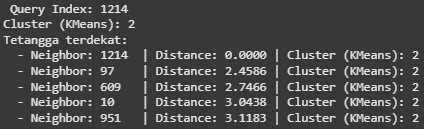 Query Index: 1214
Cluster (KMeans): 2
Tetangga terdekat:
- Neighbor: 1214 | Distance: 0.0000 | Cluster (KMeans): 2
- Neighbor: 97 | Distance: 2.4586 | Cluster (KMeans): 2
- Neighbor: 609 | Distance: 2.7466 | Cluster (KMeans): 2
- Neighbor: 10 | Distance: 3.0438 | Cluster (KMeans): 2
- Neighbor: 951 | Distance: 3.1183 | Cluster (KMeans): 2